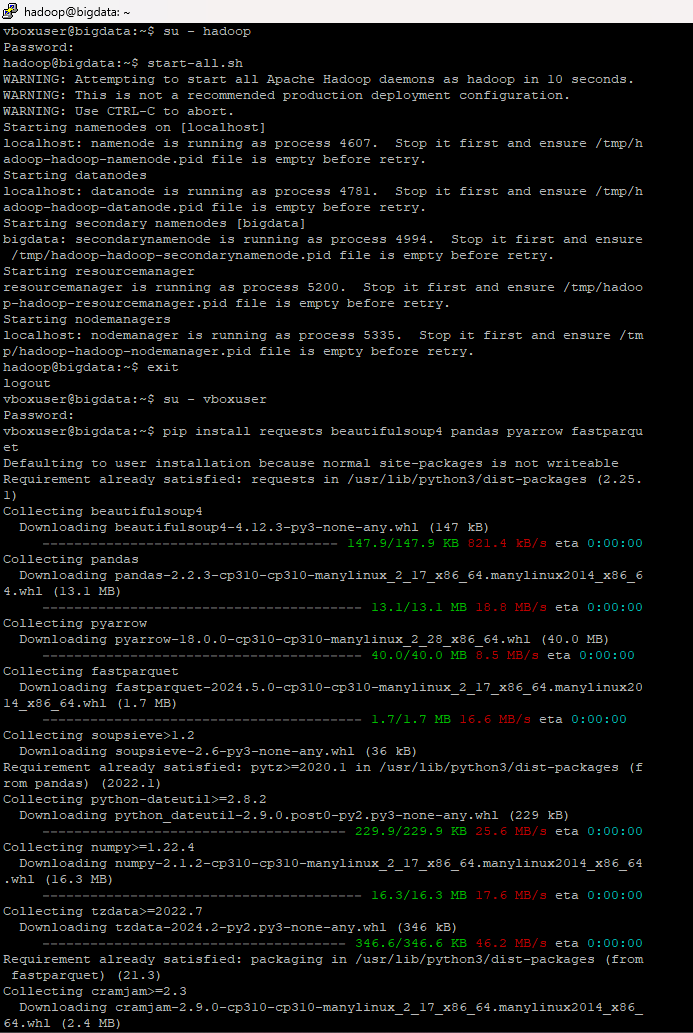 hadoop@bigdata: ~
vboxuser@bigdata:~$ su - hadoop
Password:
hadoop@bigdata:~$ start-all.sh
WARNING: Attempting to start all Apache Hadoop daemons as hadoop in 10 seconds.
WARNING: This is not a recommended production deployment configuration.
WARNING: Use CTRL-C to abort.
Starting namenodes on [localhost]
localhost: namenode is running as process 4607.  Stop it first and ensure /tmp/h
adoop-hadoop-namenode.pid file is empty before retry.
Starting datanodes
localhost: datanode is running as process 4781.  Stop it first and ensure /tmp/h
adoop-hadoop-datanode.pid file is empty before retry.
Starting secondary namenodes [bigdata]
bigdata: secondarynamenode is running as process 4994.  Stop it first and ensure
 /tmp/hadoop-hadoop-secondarynamenode.pid file is empty before retry.
Starting resourcemanager
resourcemanager is running as process 5200.  Stop it first and ensure /tmp/hadoo
p-hadoop-resourcemanager.pid file is empty before retry.
Starting nodemanagers
localhost: nodemanager is running as process 5335.  Stop it first and ensure /tm
p/hadoop-hadoop-nodemanager.pid file is empty before retry.
hadoop@bigdata:~$ exit
logout
vboxuser@bigdata:~$ su - vboxuser
Password:
vboxuser@bigdata:~$ pip install requests beautifulsoup4 pandas pyarrow fastparqu
et
Defaulting to user installation because normal site-packages is not writeable
Requirement already satisfied: requests in /usr/lib/python3/dist-packages (2.25.
1)
Collecting beautifulsoup4
  Downloading beautifulsoup4-4.12.3-py3-none-any.whl (147 kB)
     ------------------------------------- 147.9/147.9 KB 821.4 kB/s eta 0:00:00
Collecting pandas
  Downloading pandas-2.2.3-cp310-cp310-manylinux_2_17_x86_64.manylinux2014_x86_6
4.whl (13.1 MB)
     ---------------------------------------- 13.1/13.1 MB 18.8 MB/s eta 0:00:00
Collecting pyarrow
  Downloading pyarrow-18.0.0-cp310-cp310-manylinux_2_28_x86_64.whl (40.0 MB)
     ---------------------------------------- 40.0/40.0 MB 8.5 MB/s eta 0:00:00
Collecting fastparquet
  Downloading fastparquet-2024.5.0-cp310-cp310-manylinux_2_17_x86_64.manylinux20
14_x86_64.whl (1.7 MB)
     ---------------------------------------- 1.7/1.7 MB 16.6 MB/s eta 0:00:00
Collecting soupsieve>1.2
  Downloading soupsieve-2.6-py3-none-any.whl (36 kB)
Requirement already satisfied: pytz>=2020.1 in /usr/lib/python3/dist-packages (f
rom pandas) (2022.1)
Collecting python-dateutil>=2.8.2
  Downloading python_dateutil-2.9.0.post0-py2.py3-none-any.whl (229 kB)
     -------------------------------------- 229.9/229.9 KB 25.6 MB/s eta 0:00:00
Collecting numpy>=1.22.4
  Downloading numpy-2.1.2-cp310-cp310-manylinux_2_17_x86_64.manylinux2014_x86_64
.whl (16.3 MB)
     ---------------------------------------- 16.3/16.3 MB 17.6 MB/s eta 0:00:00
Collecting tzdata>=2022.7
  Downloading tzdata-2024.2-py2.py3-none-any.whl (346 kB)
     -------------------------------------- 346.6/346.6 KB 46.2 MB/s eta 0:00:00
Requirement already satisfied: packaging in /usr/lib/python3/dist-packages (from
 fastparquet) (21.3)
Collecting cramjam>=2.3
  Downloading cramjam-2.9.0-cp310-cp310-manylinux_2_17_x86_64.manylinux2014_x86_
64.whl (2.4 MB)